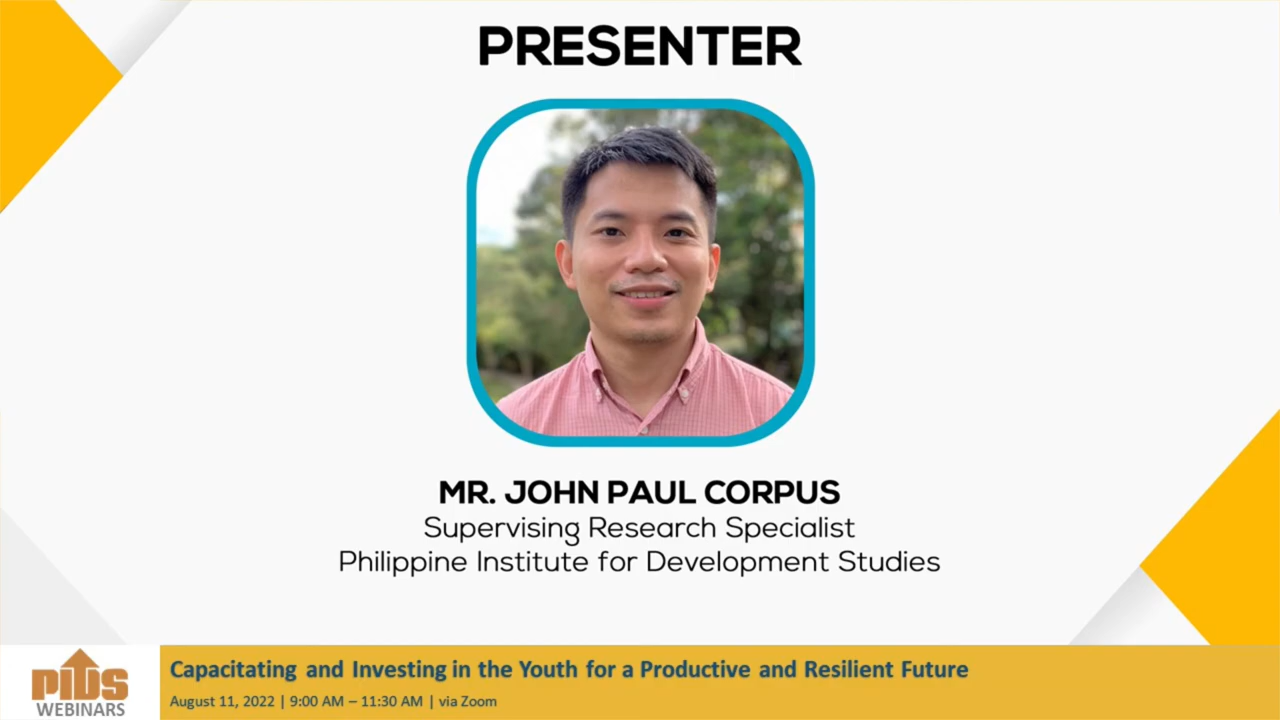 PRESENTER
MR. JOHN PAUL CORPUS
Supervising Research Specialist
Philippine Institute for Development Studies
PIDS
WEBINARS
Capacitating and Investing in the Youth for a Productive and Resilient Future
August 11, 2022 | 9:00 AM – 11:30 AM | via Zoom